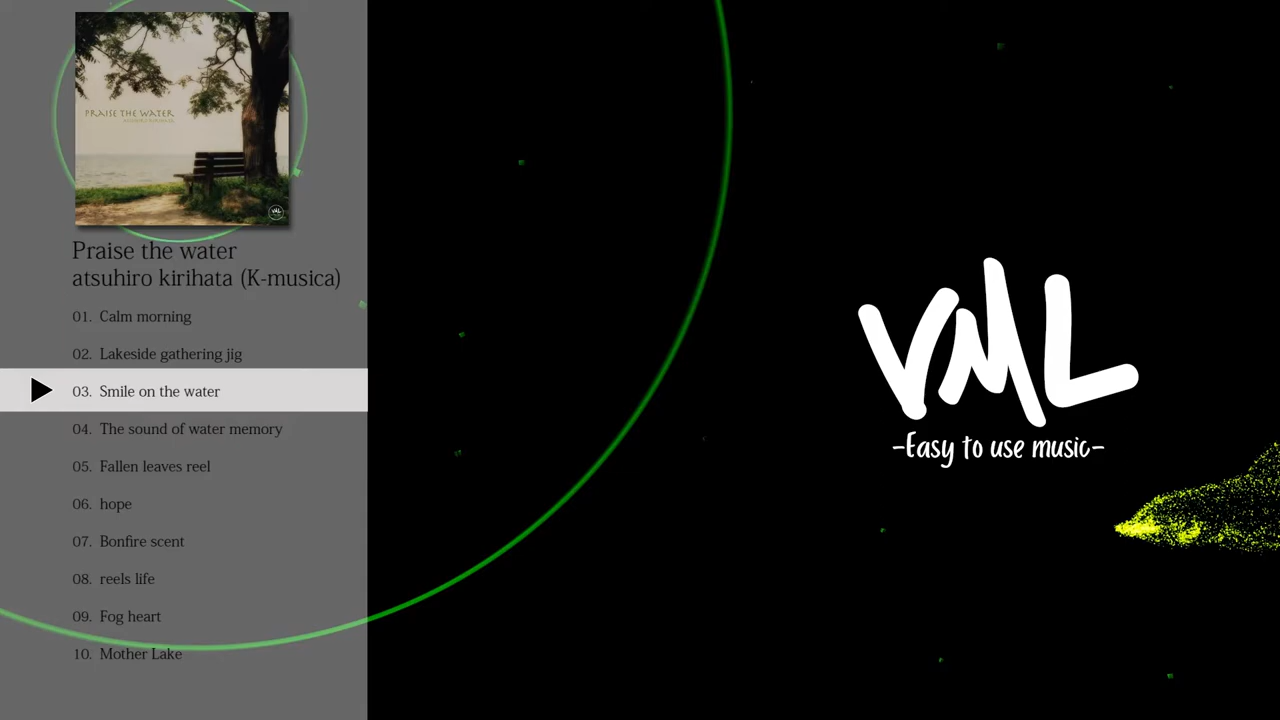 PRAISE THE WATER
Praise the water
atsuhiro kirihata (K-musica)
01. Calm morning
02. Lakeside gathering jig
03. Smile on the water
04. The sound of water memory
05. Fallen leaves reel
06. hope
07. Bonfire scent
08. reels life
09. Fog heart
10. Mother Lake
VML
-Easy to use music-